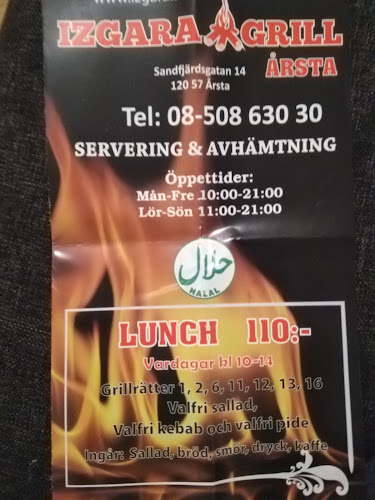 IZGARA GRILL
ÅRSTA
Sandfjärdsgatan 14
120 57 Årsta
Tel: 08-508 630 30
SERVERING & AVHÄMTNING
Öppettider:
Mån-Fre 10:00-21:00
Lör-Sön 11:00-21:00
حلال
HALAL
LUNCH 110:-
Vardagar kl 10-14
Grillrätter 1, 2, 6, 11, 12, 13, 16
Valfri sallad,
Valfri kebab och valfri pide
Ingår: Sallad, bröd, smör, dryck, kaffe